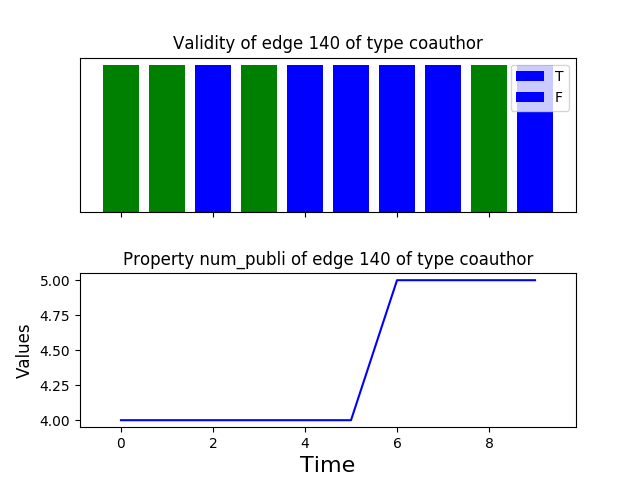 Validity of edge 140 of type coauthor
T
F
Property num_publi of edge 140 of type coauthor
5.00
4.75
4.50
4.25
4.00
Values
0 2 4 6 8
Time